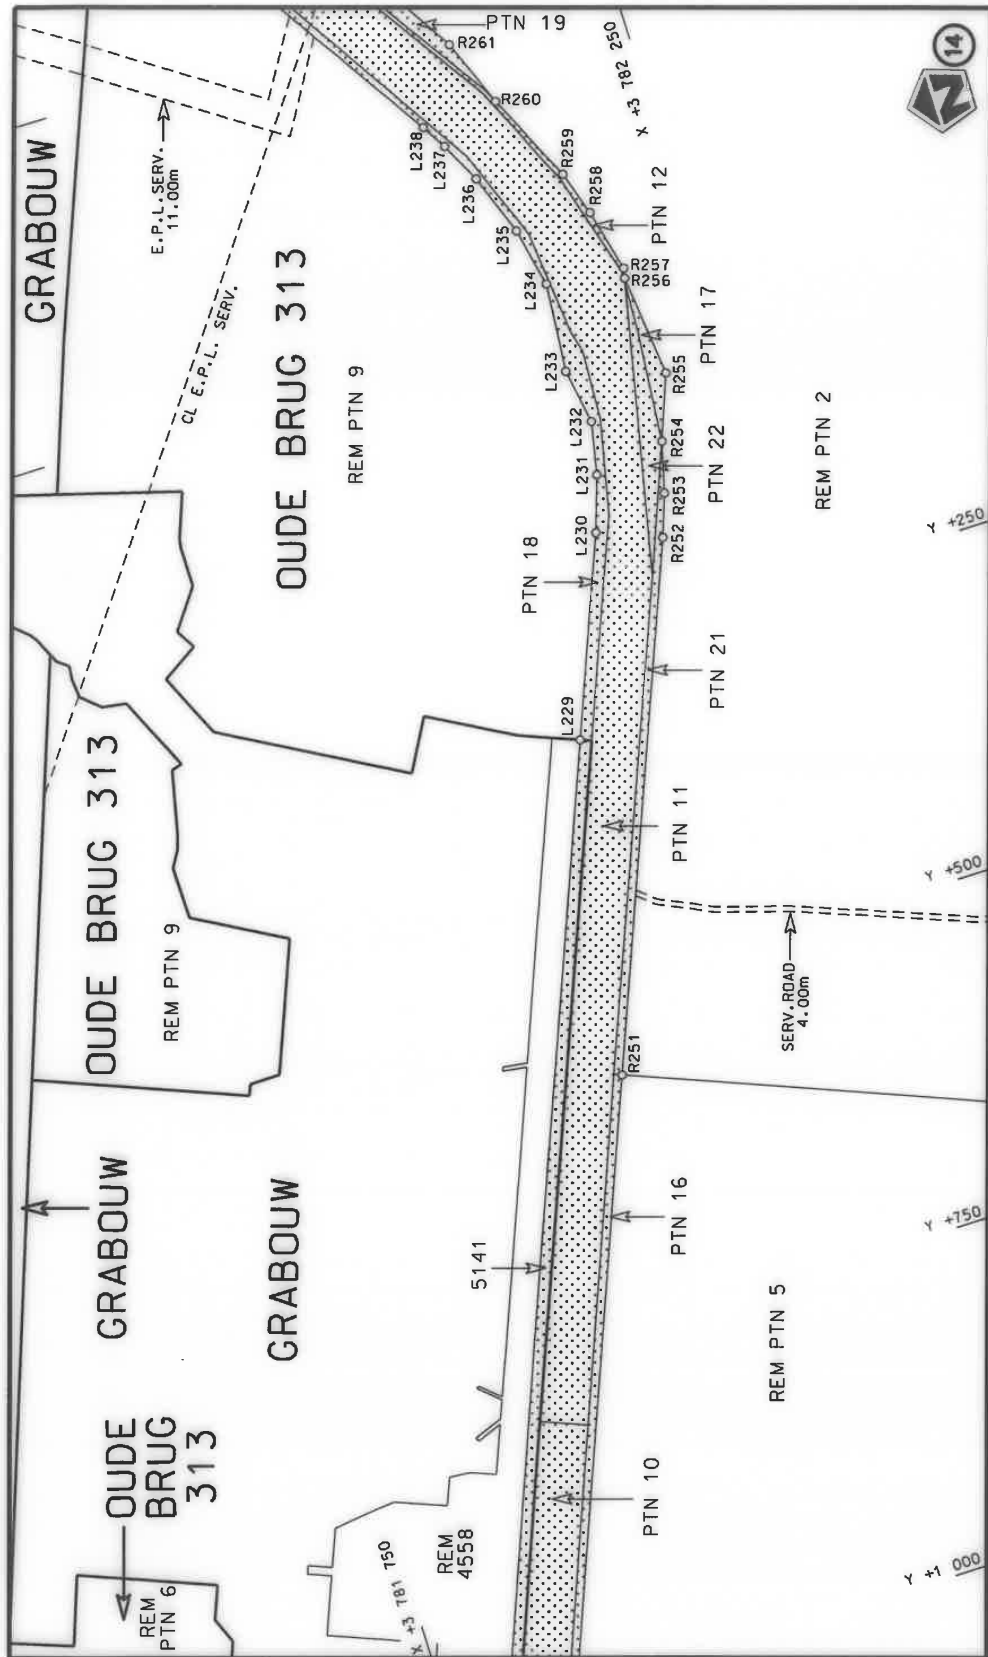 GRABOUW
E.P.L. SERV.
11.00m
CL E.P.L. SERV.
OUDE BRUG 313
REM PTN 9
PTN 19
R261
R260
X +3 782 250
14
N
L238
L237
L236
L235
L234
L233
L232
L231
L230
R259
R258
PTN 12
R257
R256
PTN 17
R255
R254
PTN 22
R253
R252
REM PTN 2
Y +250
PTN 18
PTN 21
L229
OUDE BRUG 313
REM PTN 9
PTN 11
Y +500
SERV. ROAD
4.00m
R251
GRABOUW
GRABOUW
5141
PTN 16
Y +750
REM PTN 5
OUDE
BRUG
313
REM
PTN 6
X +3 781 750
REM
4558
PTN 10
Y +1 000